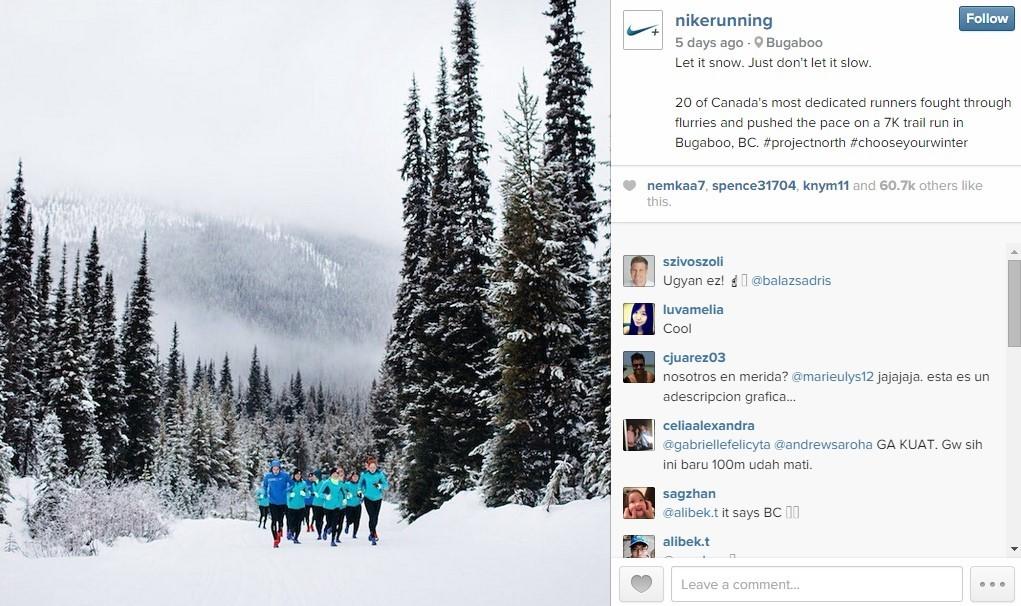 nikerunning
Follow
5 days ago · Bugaboo
Let it snow. Just don't let it slow.
20 of Canada's most dedicated runners fought through
flurries and pushed the pace on a 7K trail run in
Bugaboo, BC. #projectnorth #chooseyourwinter
nemkaa7, spence31704, knym11 and 60.7k others like
this.
szivoszoli
Ugyan ez! @balazsadris
luvamelia
Cool
cjuarez03
nosotros en merida? @marieulys12 jajajaja. esta es un
adescripcion grafica...
celiaalexandra
@gabriellefelicyta @andrewsaroha GA KUAT. Gw sih
ini baru 100m udah mati.
sagzhan
@alibek.t it says BC
alibek.t
Leave a comment...